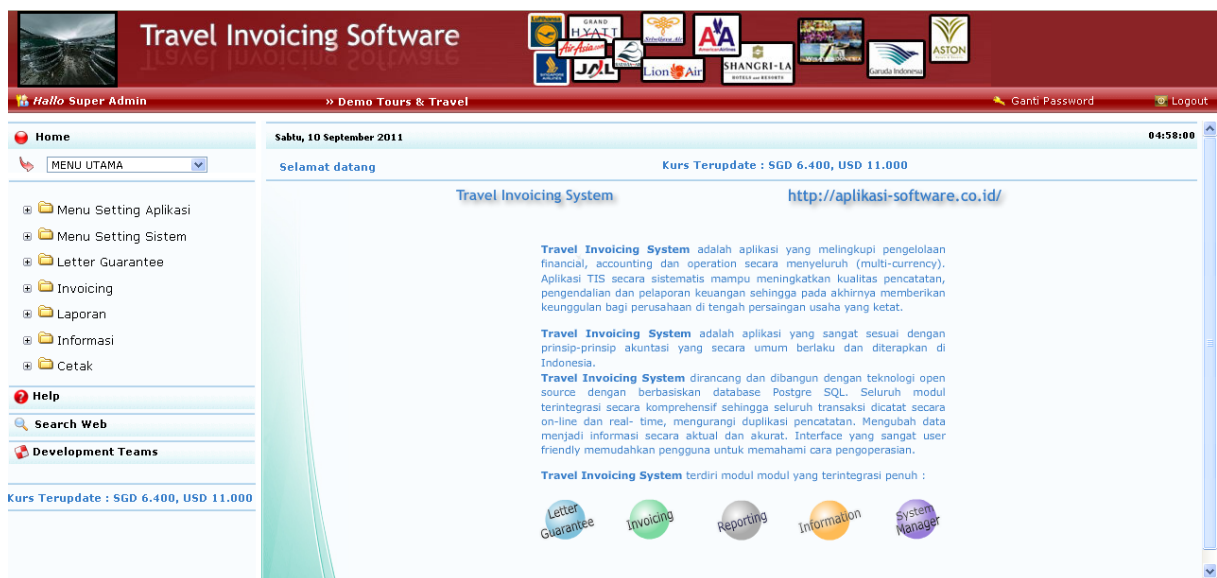 Travel Invoicing Software
Lufthansa
GRAND
HYATT
AirAsia.com
Sriwijaya Air
AA
AmericanAirlines
SINGAPORE AIRLINES
JAL
Lion Air
SHANGRI-LA
HOTELS and RESORTS
Garuda Indonesia
ASTON
Hallo Super Admin
» Demo Tours & Travel
Ganti Password
Logout
Home
MENU UTAMA
Menu Setting Aplikasi
Menu Setting Sistem
Letter Guarantee
Invoicing
Laporan
Informasi
Cetak
Help
Search Web
Development Teams
Kurs Terupdate : SGD 6.400, USD 11.000
Sabtu, 10 September 2011
04:58:00
Selamat datang
Kurs Terupdate : SGD 6.400, USD 11.000
Travel Invoicing System
http://aplikasi-software.co.id/
Travel Invoicing System adalah aplikasi yang melingkupi pengelolaan
financial, accounting dan operation secara menyeluruh (multi-currency).
Aplikasi TIS secara sistematis mampu meningkatkan kualitas pencatatan,
pengendalian dan pelaporan keuangan sehingga pada akhirnya memberikan
keunggulan bagi perusahaan di tengah persaingan usaha yang ketat.
Travel Invoicing System adalah aplikasi yang sangat sesuai dengan
prinsip-prinsip akuntasi yang secara umum berlaku dan diterapkan di
Indonesia.
Travel Invoicing System dirancang dan dibangun dengan teknologi open
source dengan berbasiskan database Postgre SQL. Seluruh modul
terintegrasi secara komprehensif sehingga seluruh transaksi dicatat secara
on-line dan real- time, mengurangi duplikasi pencatatan. Mengubah data
menjadi informasi secara aktual dan akurat. Interface yang sangat user
friendly memudahkan pengguna untuk memahami cara pengoperasian.
Travel Invoicing System terdiri modul modul yang terintegrasi penuh :
Letter
Guarantee
Invoicing
Reporting
Information
System
Manager